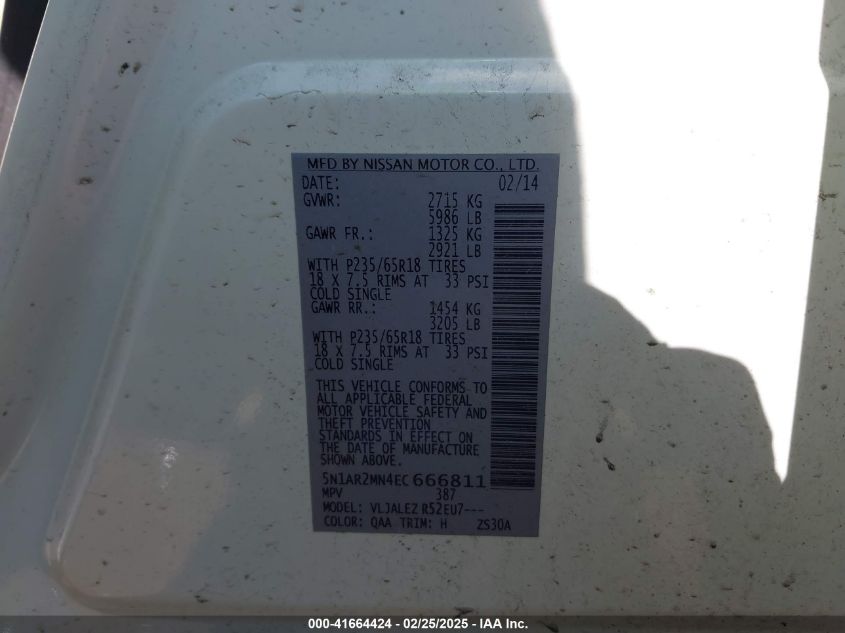 MFD BY NISSAN MOTOR CO., LTD.
DATE: 02/14
GVWR: 2715 KG
5986 LB
GAWR FR.: 1325 KG
2921 LB
WITH P235/65R18 TIRES
18 X 7.5 RIMS AT 33 PSI
COLD SINGLE
GAWR RR.: 1454 KG
3205 LB
WITH P235/65R18 TIRES
18 X 7.5 RIMS AT 33 PSI
COLD SINGLE
THIS VEHICLE CONFORMS TO
ALL APPLICABLE FEDERAL
MOTOR VEHICLE SAFETY AND
THEFT PREVENTION
STANDARDS IN EFFECT ON
THE DATE OF MANUFACTURE
SHOWN ABOVE.
5N1AR2MN4EC666811
MPV 387
MODEL: VLJALEZ R52EU7---
COLOR: QAA TRIM: H ZS30A
000-41664424 - 02/25/2025 - IAA Inc.